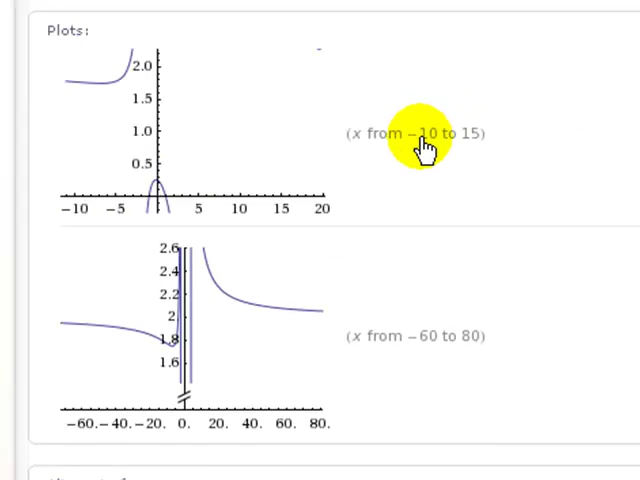 Plots:
2.0
1.5
1.0
0.5
−10 −5 5 10 15 20
(x from −10 to 15)
2.6
2.4
2.2
2
1.8
1.6
−60. −40. −20. 0. 20. 40. 60. 80.
(x from −60 to 80)